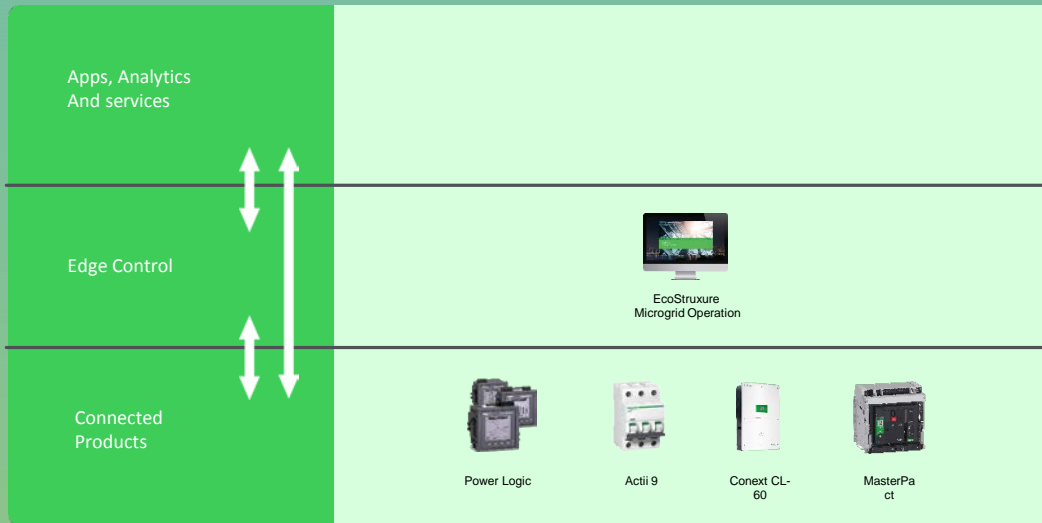 Apps, Analytics
And services
Edge Control
EcoStruxure
Microgrid Operation
Connected
Products
Power Logic
Actii 9
Conext CL-
60
MasterPa
ct